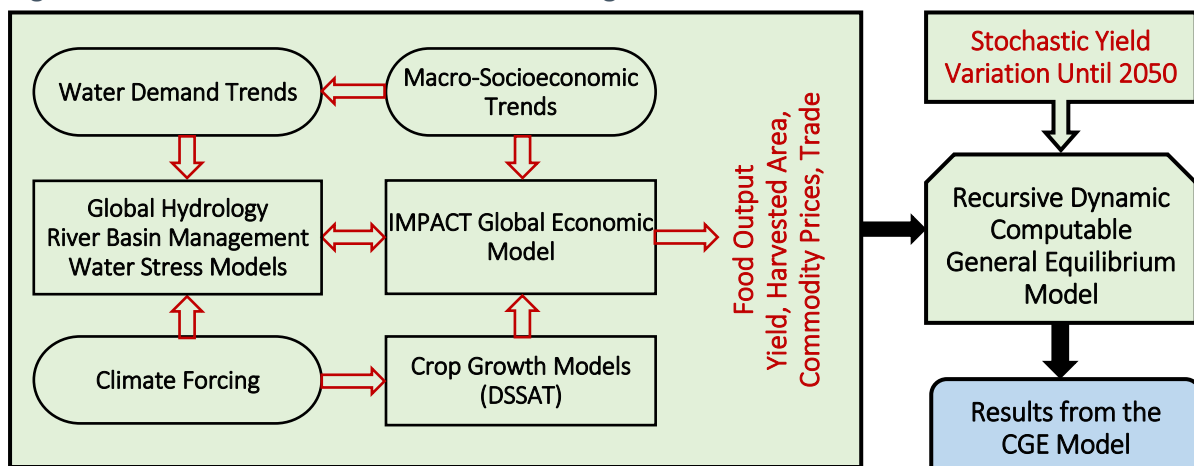 Water Demand Trends
Macro-Socioeconomic
Trends
Global Hydrology
River Basin Management
Water Stress Models
IMPACT Global Economic
Model
Climate Forcing
Crop Growth Models
(DSSAT)
Food Output
Yield, Harvested Area,
Commodity Prices, Trade
Stochastic Yield
Variation Until 2050
Recursive Dynamic
Computable
General Equilibrium
Model
Results from the
CGE Model